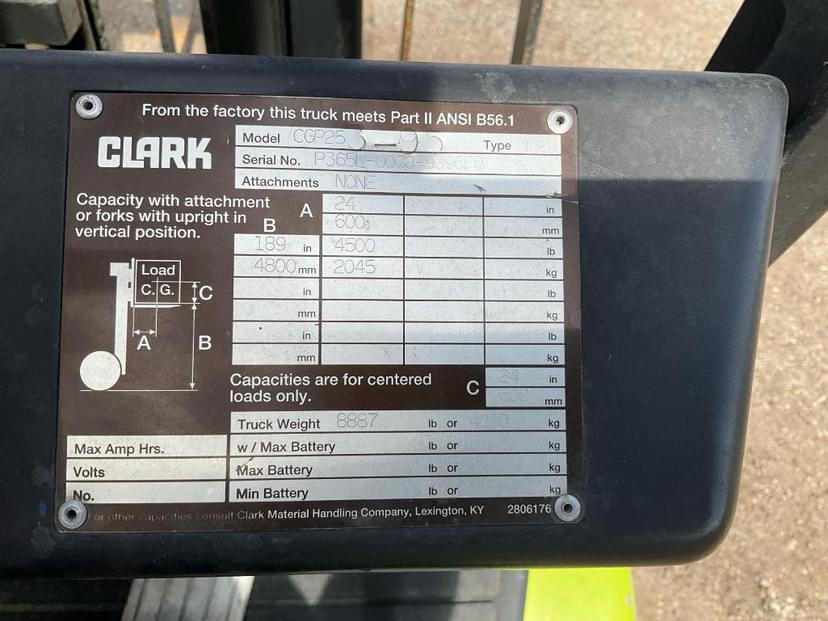 From the factory this truck meets Part II ANSI B56.1
CLARK
Model CGP25 Type
Serial No.
Attachments NONE
Capacity with attachment
or forks with upright in
vertical position.
A 24 in
600 mm
B
189 in 4500 lb
4800 mm 2045 kg
in lb
mm kg
in lb
mm kg
Load
C. G.
C
A
B
Capacities are for centered
loads only.
C 24 in
600 mm
Truck Weight 8887 lb or kg
Max Amp Hrs. w / Max Battery lb or kg
Volts Max Battery lb or kg
No. Min Battery lb or kg
For other capacities consult Clark Material Handling Company, Lexington, KY 2806176